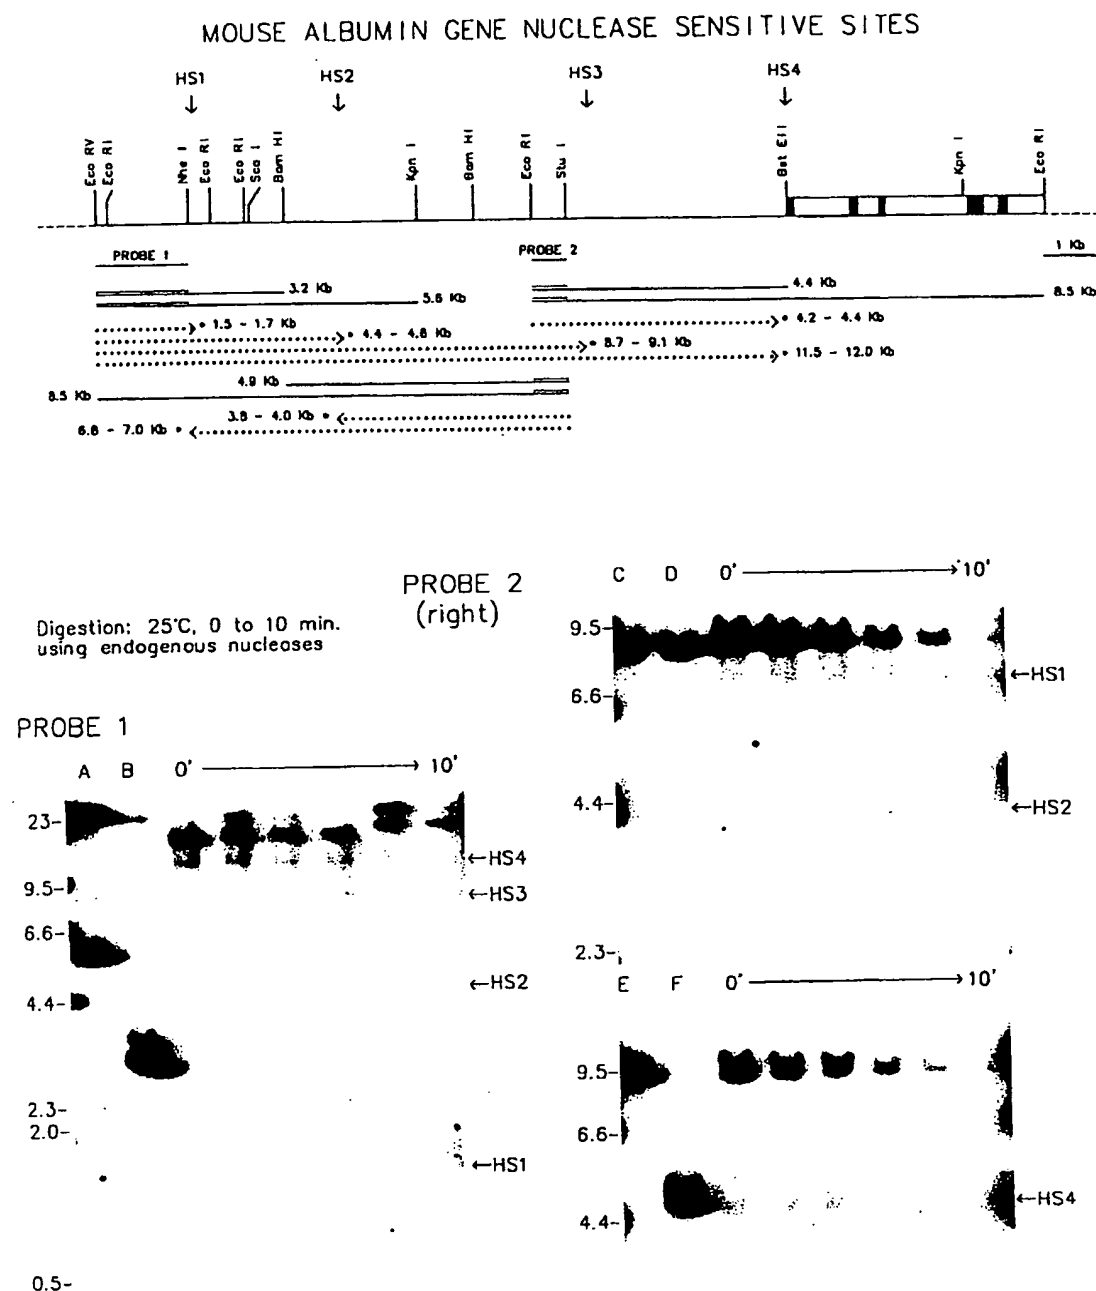 MOUSE ALBUMIN GENE NUCLEASE SENSITIVE SITES
HS1 HS2 HS3 HS4
Eco RV Eco RI Nhe I Eco RI Eco RI Sca I Bam HI Kpn I Bam HI Eco RI Stu I Bst EII Kpn I Eco RI
PROBE 1 PROBE 2 1 Kb
3.2 Kb 4.4 Kb
5.6 Kb 8.5 Kb
1.5 - 1.7 Kb 4.2 - 4.4 Kb
4.4 - 4.6 Kb
8.7 - 9.1 Kb
11.5 - 12.0 Kb
4.9 Kb
8.5 Kb
3.8 - 4.0 Kb
6.8 - 7.0 Kb
PROBE 2
(right)
Digestion: 25°C, 0 to 10 min.
using endogenous nucleases
C D 0' 10'
9.5-
←HS1
6.6-
4.4-
←HS2
2.3-
PROBE 1
A B 0' 10'
23-
←HS4
9.5-
←HS3
6.6-
←HS2
4.4-
2.3-
2.0-
←HS1
0.5-
E F 0' 10'
9.5-
6.6-
←HS4
4.4-